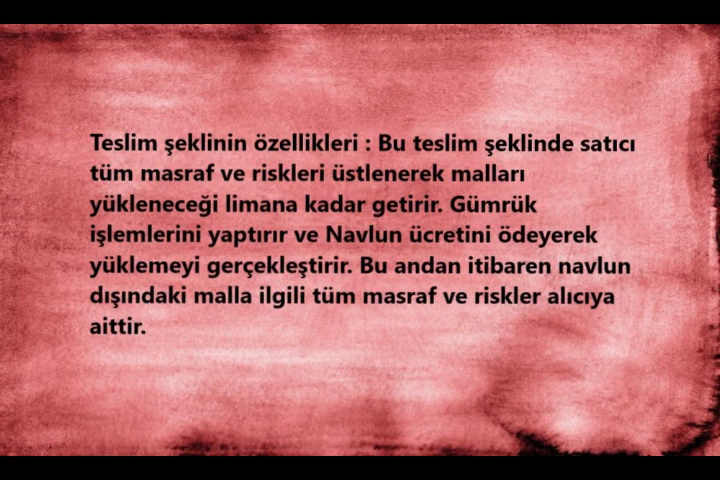 Teslim şeklinin özellikleri : Bu teslim şeklinde satıcı
tüm masraf ve riskleri üstlenerek malları
yükleneceği limana kadar getirir. Gümrük
işlemlerini yaptırır ve Navlun ücretini ödeyerek
yüklemeyi gerçekleştirir. Bu andan itibaren navlun
dışındaki malla ilgili tüm masraf ve riskler alıcıya
aittir.